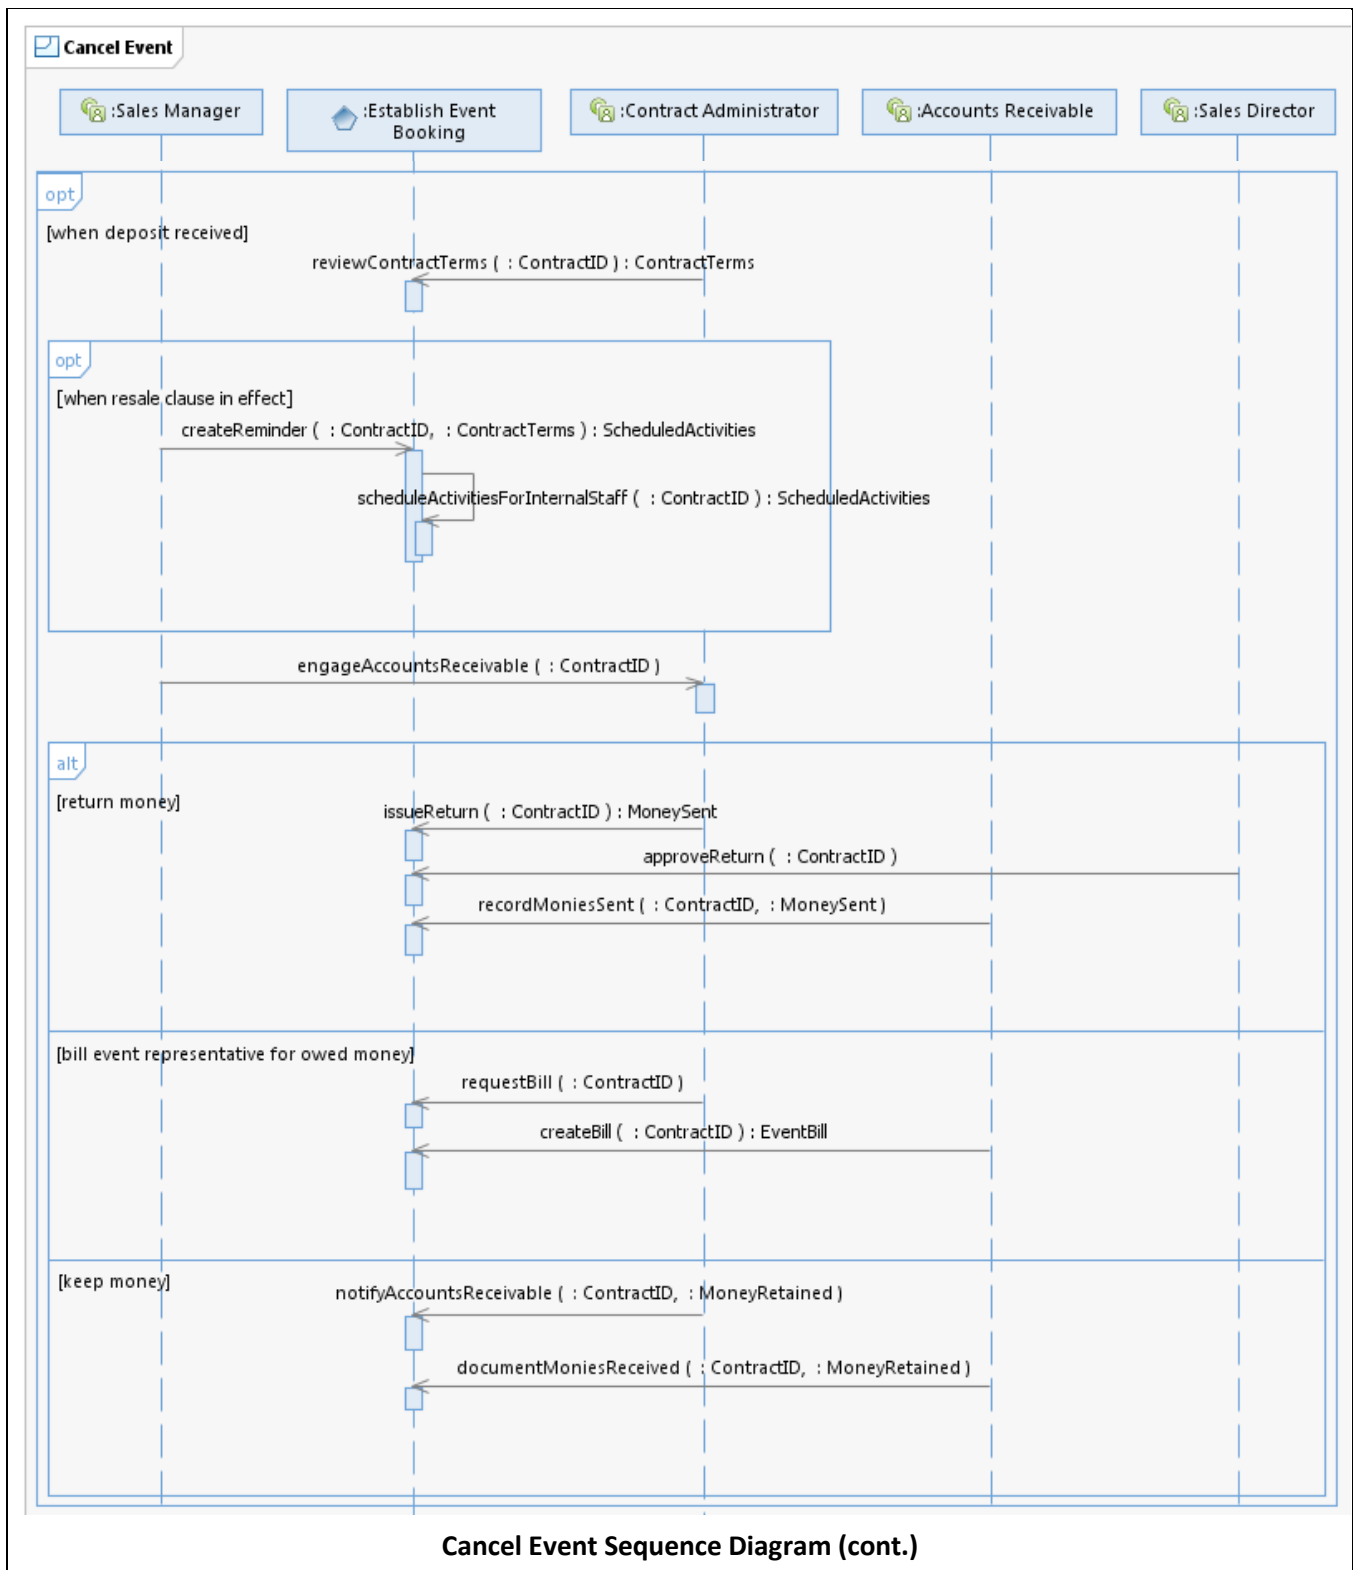 Cancel Event
:Sales Manager
:Establish Event
Booking
:Contract Administrator
:Accounts Receivable
:Sales Director
opt
[when deposit received]
reviewContractTerms ( : ContractID ) : ContractTerms
opt
[when resale clause in effect]
createReminder ( : ContractID, : ContractTerms ) : ScheduledActivities
scheduleActivitiesForInternalStaff ( : ContractID ) : ScheduledActivities
engageAccountsReceivable ( : ContractID )
alt
[return money]
issueReturn ( : ContractID ) : MoneySent
approveReturn ( : ContractID )
recordMoniesSent ( : ContractID, : MoneySent )
[bill event representative for owed money]
requestBill ( : ContractID )
createBill ( : ContractID ) : EventBill
[keep money]
notifyAccountsReceivable ( : ContractID, : MoneyRetained )
documentMoniesReceived ( : ContractID, : MoneyRetained )
Cancel Event Sequence Diagram (cont.)